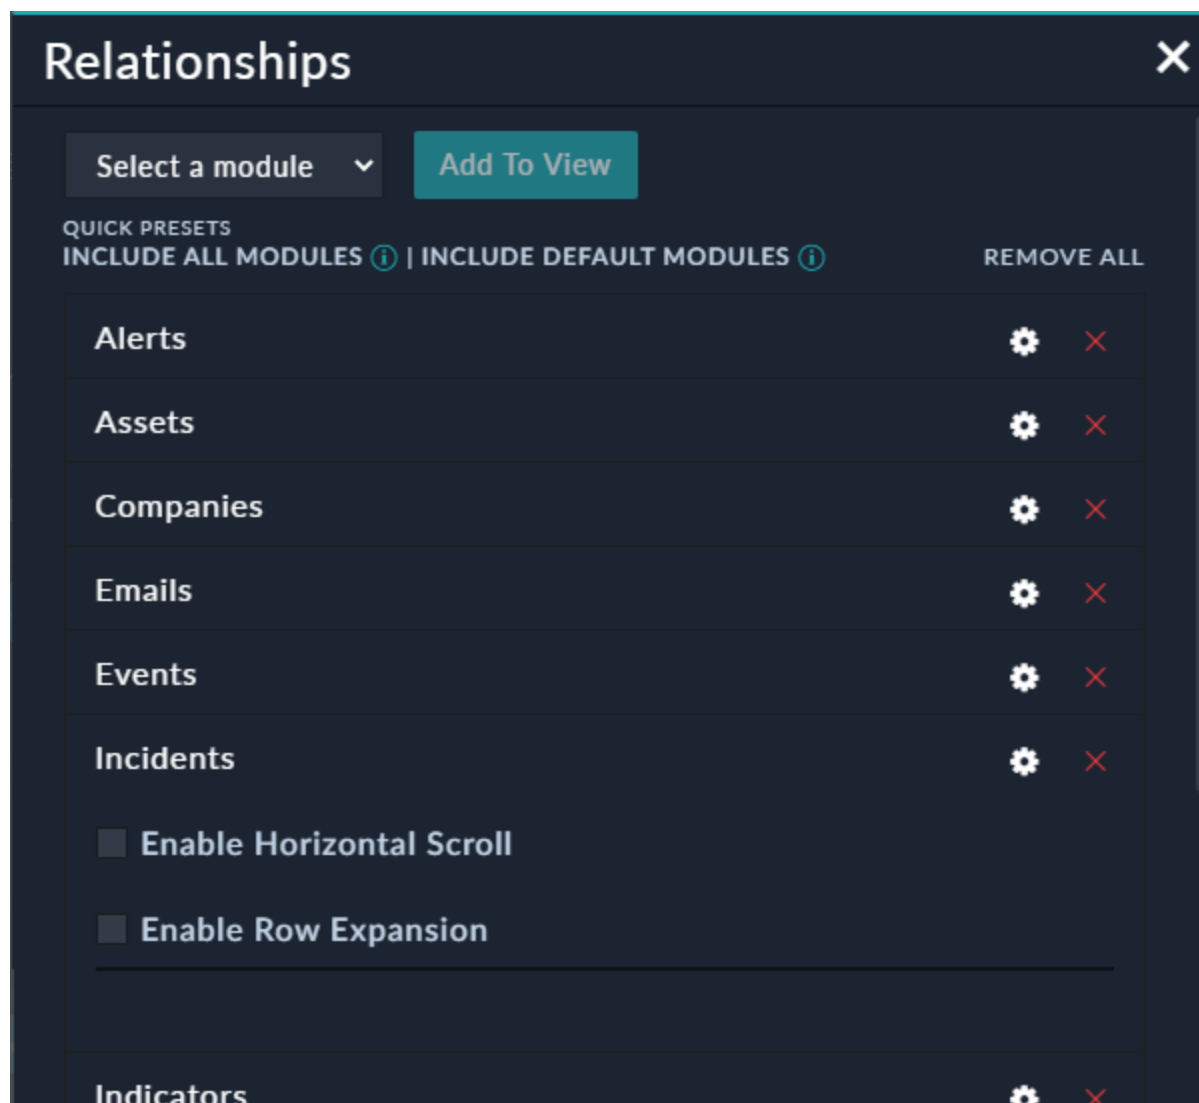 Relationships
Select a module
Add To View
QUICK PRESETS
INCLUDE ALL MODULES | INCLUDE DEFAULT MODULES
REMOVE ALL
Alerts
Assets
Companies
Emails
Events
Incidents
Enable Horizontal Scroll
Enable Row Expansion
Indicators